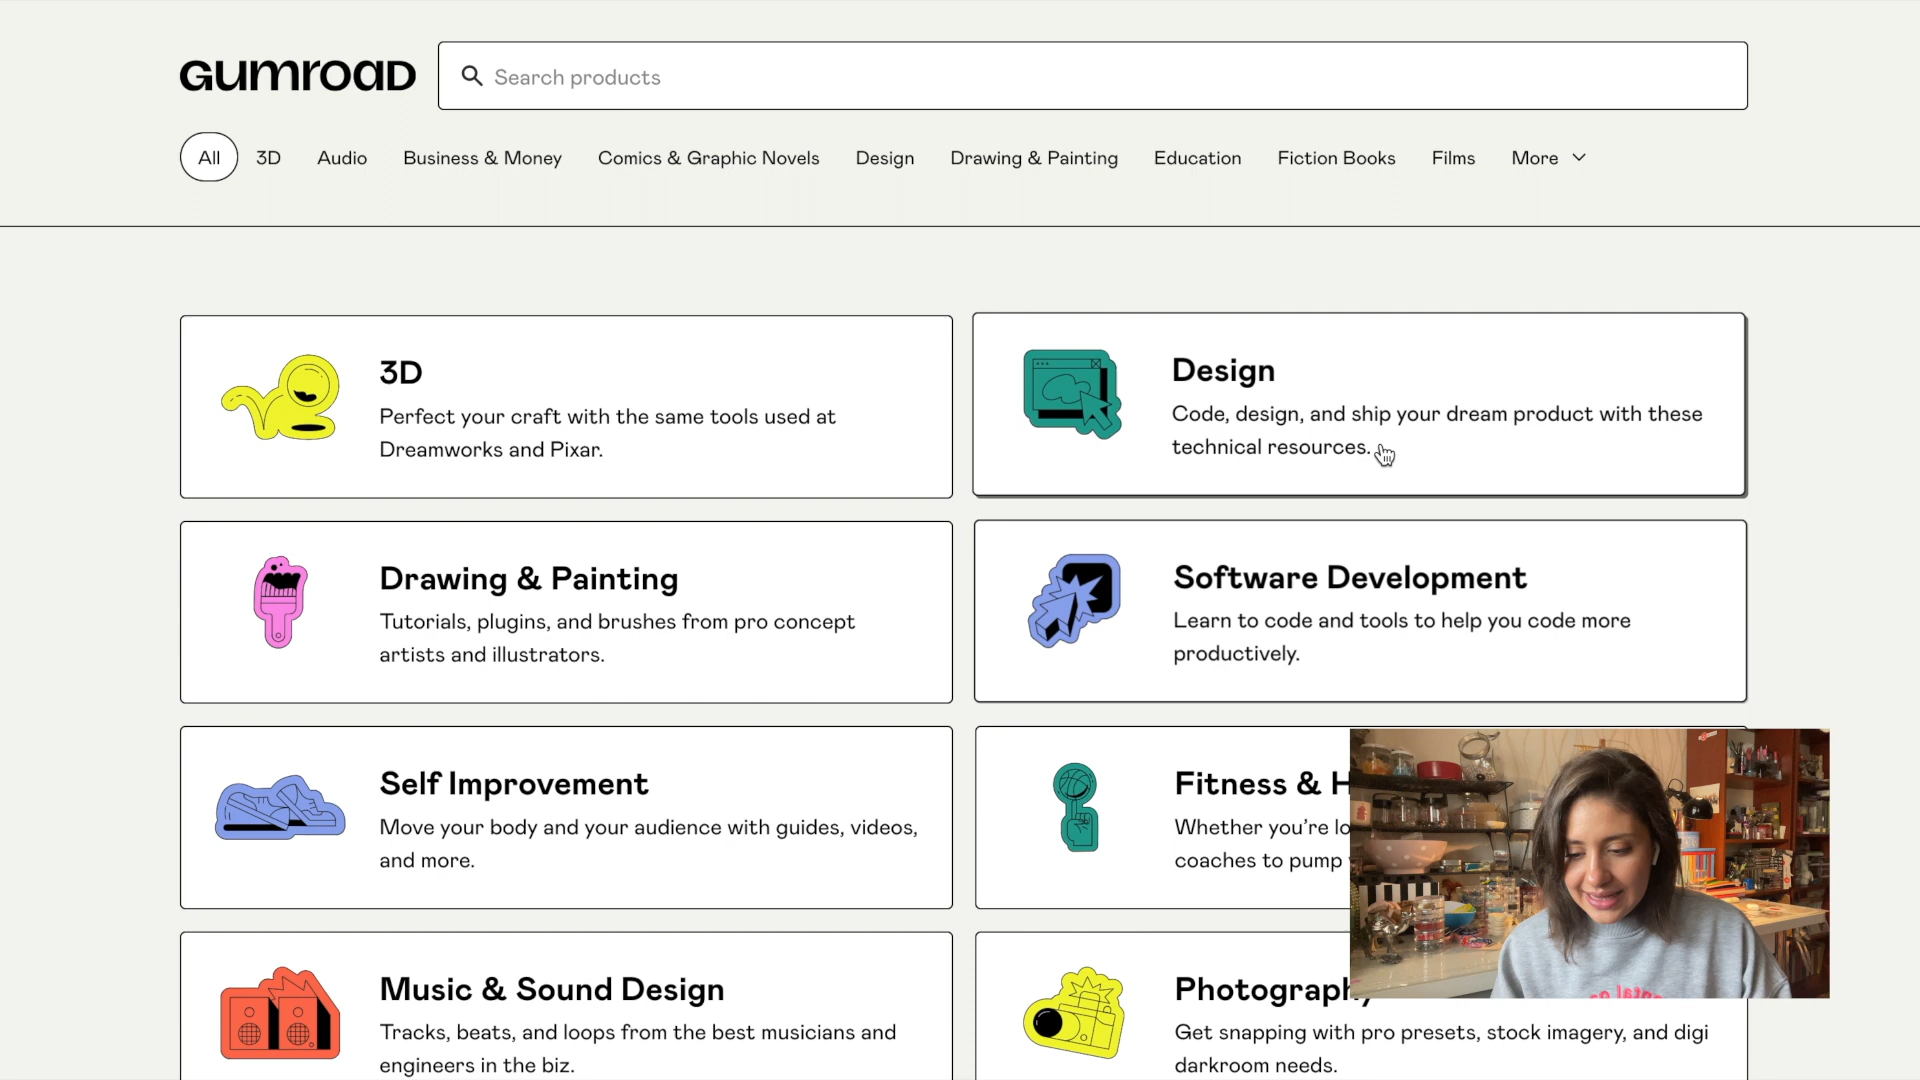 GUMROAD
Search products
All 3D Audio Business & Money Comics & Graphic Novels Design Drawing & Painting Education Fiction Books Films More
3D
Perfect your craft with the same tools used at
Dreamworks and Pixar.
Design
Code, design, and ship your dream product with these
technical resources.
Drawing & Painting
Tutorials, plugins, and brushes from pro concept
artists and illustrators.
Software Development
Learn to code and tools to help you code more
productively.
Self Improvement
Move your body and your audience with guides, videos,
and more.
Fitness & H
Whether you're lo
coaches to pump
Music & Sound Design
Tracks, beats, and loops from the best musicians and
engineers in the biz.
Photography
Get snapping with pro presets, stock imagery, and digi
darkroom needs.